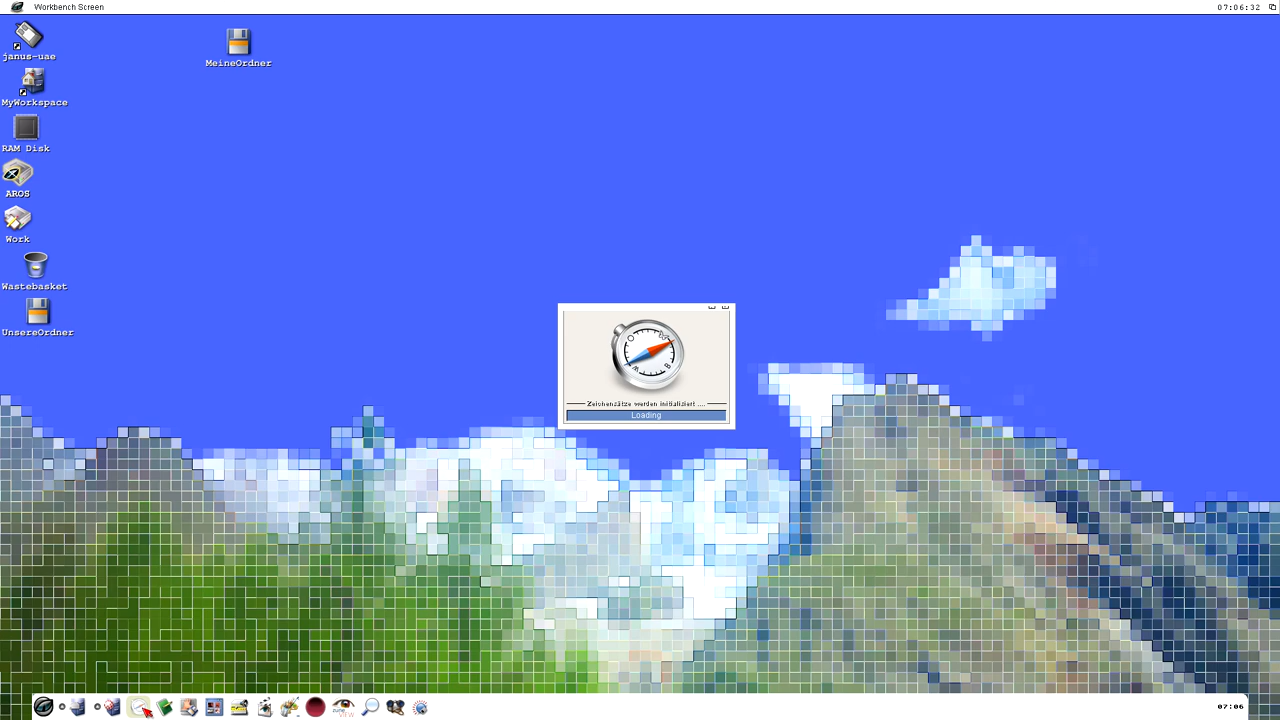 Workbench Screen
07:06:32
janus-uae
MeineOrdner
MyWorkspace
RAM Disk
AROS
Work
Wastebasket
UnsereOrdner
Zeichensätze werden initialisiert ....
Loading
VIEW
07:06